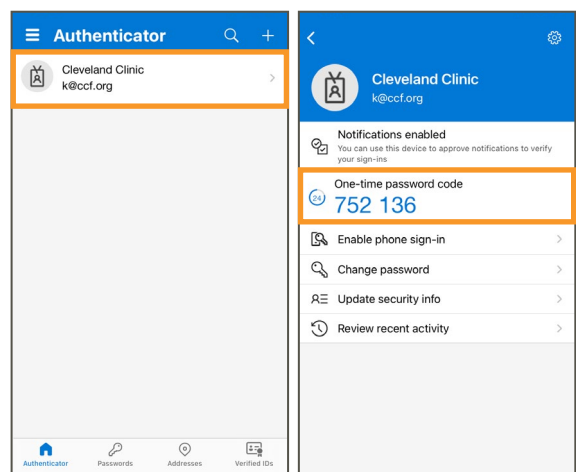 Authenticator
Cleveland Clinic
k@ccf.org
Authenticator
Passwords
Addresses
Verified IDs
Cleveland Clinic
k@ccf.org
Notifications enabled
You can use this device to approve notifications to verify
your sign-ins
One-time password code
24
752 136
Enable phone sign-in
Change password
Update security info
Review recent activity